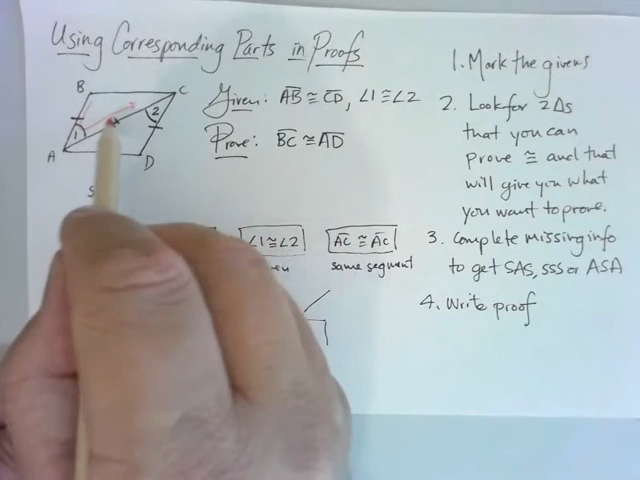 Using Corresponding Parts in Proofs
B
C
2
1
A
D
S
Given: AB ≅ CD, ∠1≅∠2
Prove: BC ≅ AD
∠1≅∠2
AC ≅ AC
same segment
1. Mark the givens
2. Look for 2 Δs
that you can
prove ≅ and that
will give you what
you want to prove.
3. Complete missing info
to get SAS, SSS or ASA
4. Write proof